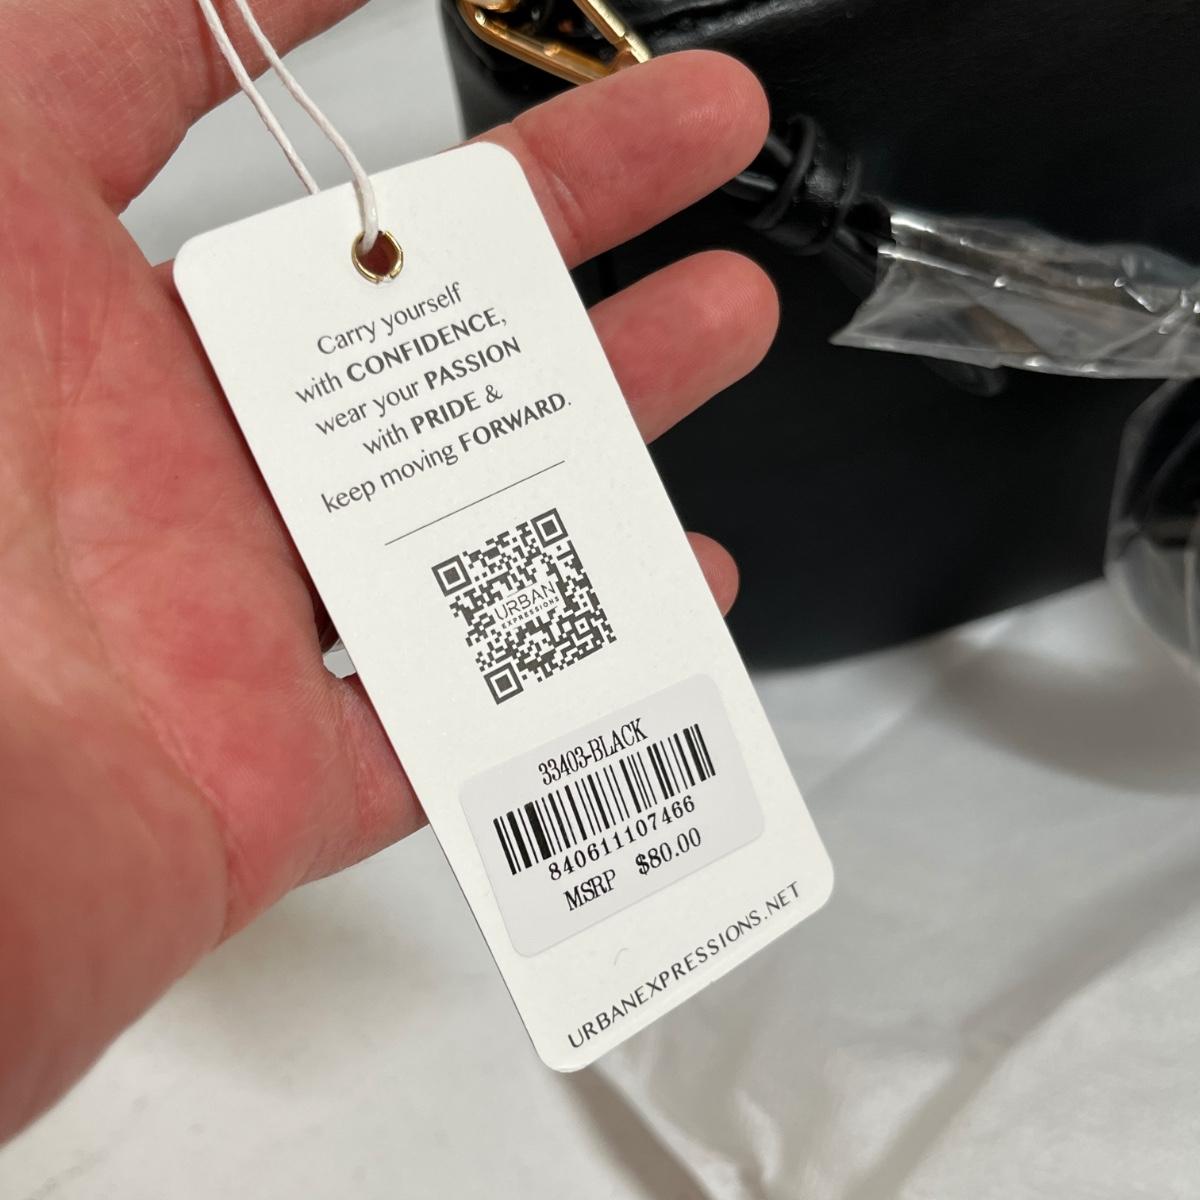 Carry yourself
with CONFIDENCE,
wear your PASSION
with PRIDE &
keep moving FORWARD.
URBAN
EXPRESSIONS
33403-BLACK
840611107466
MSRP $80.00
URBANEXPRESSIONS.NET